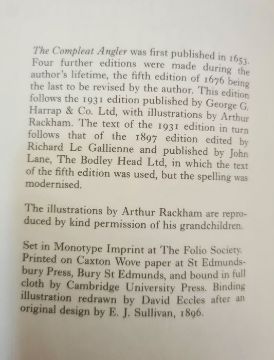 The Compleat Angler was first published in 1653.
Four further editions were made during the
author's lifetime, the fifth edition of 1676 being
the last to be revised by the author. This edition
follows the 1931 edition published by George G.
Harrap & Co. Ltd, with illustrations by Arthur
Rackham. The text of the 1931 edition in turn
follows that of the 1897 edition edited by
Richard Le Gallienne and published by John
Lane, The Bodley Head Ltd, in which the text
of the fifth edition was used, but the spelling was
modernised.
The illustrations by Arthur Rackham are repro-
duced by kind permission of his grandchildren.
Set in Monotype Imprint at The Folio Society.
Printed on Caxton Wove paper at St Edmunds-
bury Press, Bury St Edmunds, and bound in full
cloth by Cambridge University Press. Binding
illustration redrawn by David Eccles after an
original design by E. J. Sullivan, 1896.